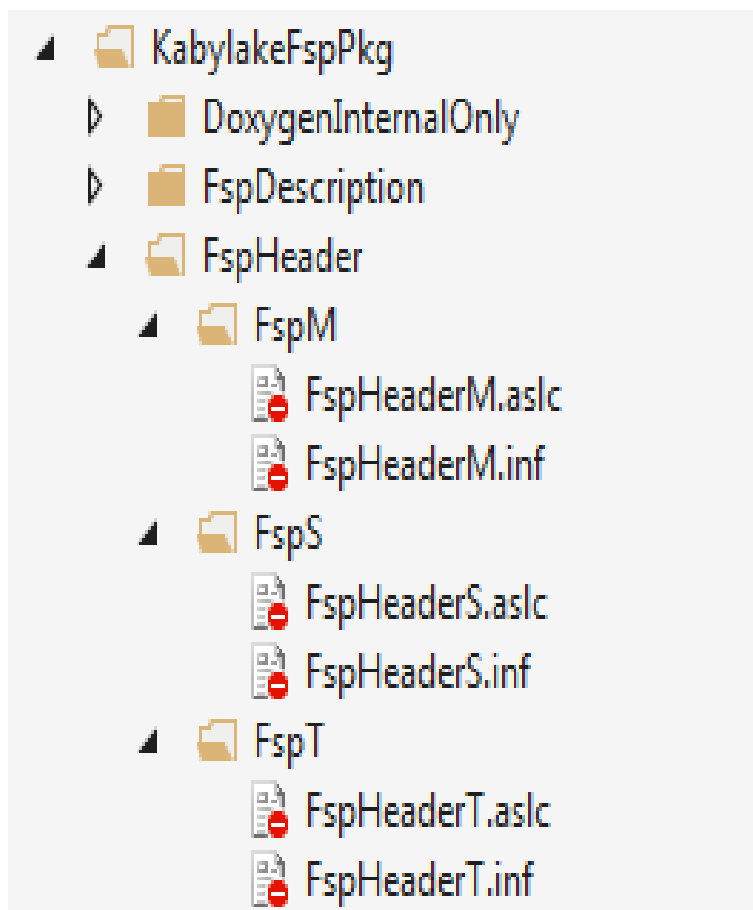 KabylakeFspPkg
DoxygenInternalOnly
FspDescription
FspHeader
FspM
FspHeaderM.aslc
FspHeaderM.inf
FspS
FspHeaderS.aslc
FspHeaderS.inf
FspT
FspHeaderT.aslc
FspHeaderT.inf